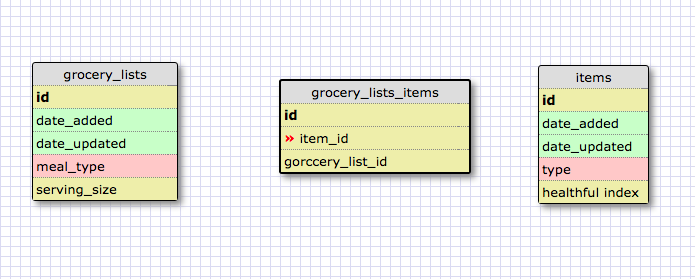 grocery_lists
id
date_added
date_updated
meal_type
serving_size
grocery_lists_items
id
» item_id
gorccery_list_id
items
id
date_added
date_updated
type
healthful index